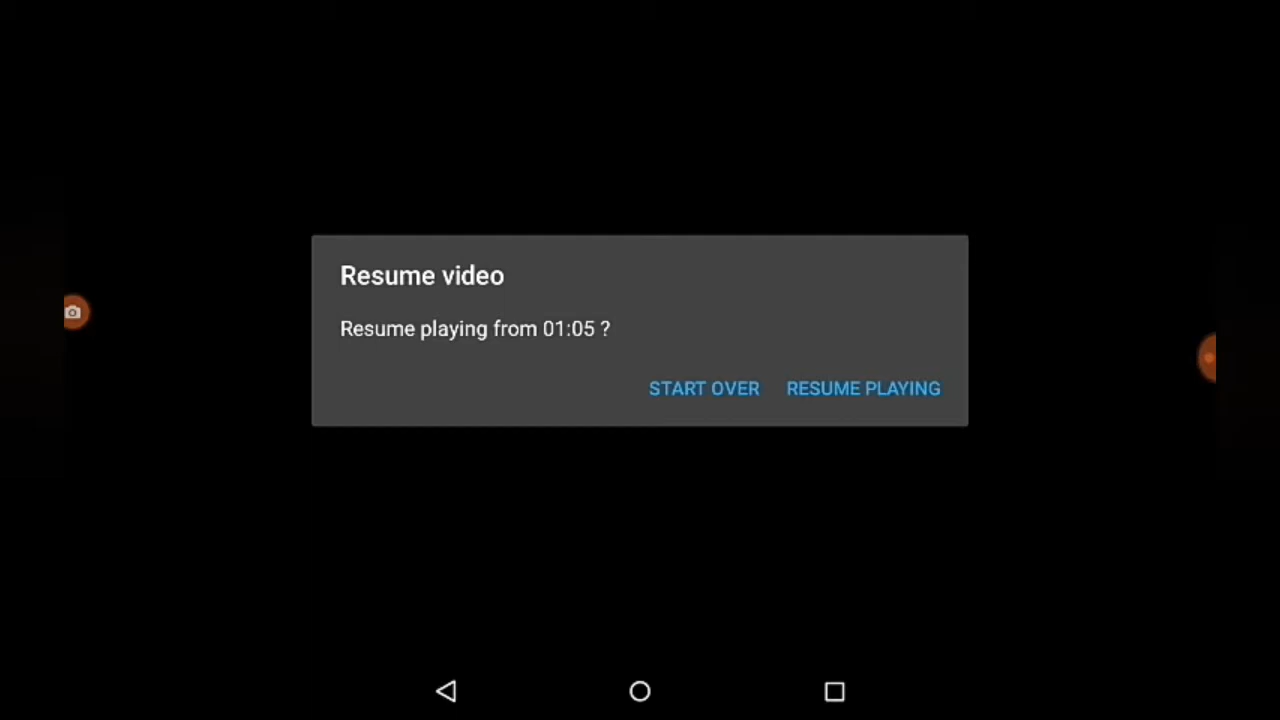 Resume video
Resume playing from 01:05 ?
START OVER RESUME PLAYING